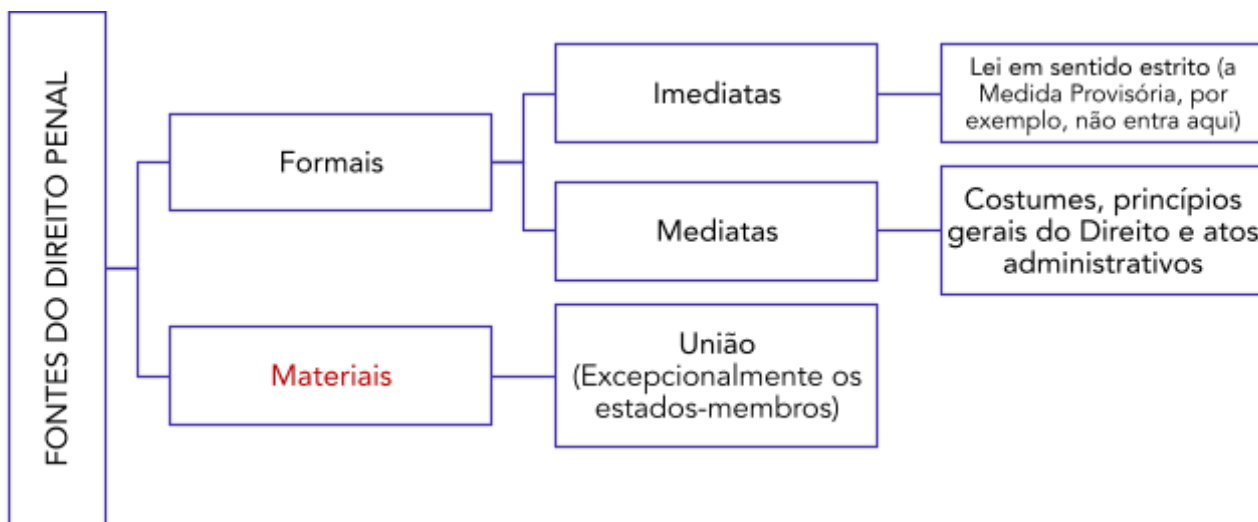 FONTES DO DIREITO PENAL
Formais
Imediatas
Lei em sentido estrito (a
Medida Provisória, por
exemplo, não entra aqui)
Mediatas
Costumes, princípios
gerais do Direito e atos
administrativos
Materiais
União
(Excepcionalmente os
estados-membros)